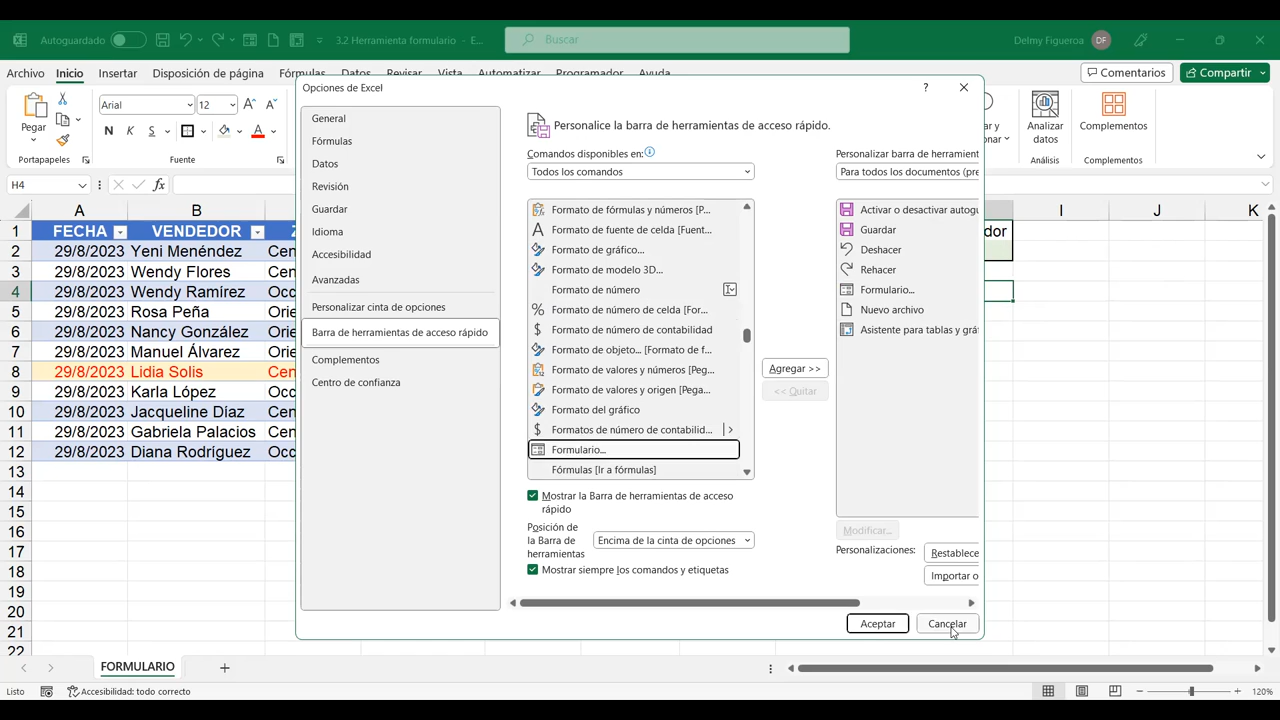 Autoguardado
3.2 Herramienta formulario - E...
Buscar
Delmy Figueroa
DF
Archivo Inicio Insertar Disposición de página Fórmulas Datos Revisar Vista Automatizar Programador Ayuda
Comentarios
Compartir
Pegar
Arial
12
N K S
Portapapeles
Fuente
Analizar
datos
Análisis
Complementos
Complementos
H4
fx
Opciones de Excel
General
Fórmulas
Datos
Revisión
Guardar
Idioma
Accesibilidad
Avanzadas
Personalizar cinta de opciones
Barra de herramientas de acceso rápido
Complementos
Centro de confianza
Personalice la barra de herramientas de acceso rápido.
Comandos disponibles en:
Todos los comandos
Formato de fórmulas y números [P...
Formato de fuente de celda [Fuent...
Formato de gráfico...
Formato de modelo 3D...
Formato de número
Formato de número de celda [For...
Formato de número de contabilidad
Formato de objeto... [Formato de f...
Formato de valores y números [Peg...
Formato de valores y origen [Pega...
Formato del gráfico
Formatos de número de contabilid...
Formulario...
Fórmulas [Ir a fórmulas]
Agregar >>
<< Quitar
Personalizar barra de herramient
Para todos los documentos (pre
Activar o desactivar autogu
Guardar
Deshacer
Rehacer
Formulario...
Nuevo archivo
Asistente para tablas y grá
Modificar...
Personalizaciones:
Restablece
Importar o
Mostrar la Barra de herramientas de acceso
rápido
Posición de
la Barra de
herramientas
Encima de la cinta de opciones
Mostrar siempre los comandos y etiquetas
Aceptar
Cancelar
A B I J K
1 FECHA VENDEDOR
2 29/8/2023 Yeni Menéndez Cen
3 29/8/2023 Wendy Flores Cen
4 29/8/2023 Wendy Ramírez Occ
5 29/8/2023 Rosa Peña Orie
6 29/8/2023 Nancy González Orie
7 29/8/2023 Manuel Álvarez Orie
8 29/8/2023 Lidia Solis Cen
9 29/8/2023 Karla López Occ
10 29/8/2023 Jacqueline Díaz Cen
11 29/8/2023 Gabriela Palacios Cen
12 29/8/2023 Diana Rodríguez Occ
13
14
15
16
17
18
19
20
21
22
FORMULARIO
Listo
Accesibilidad: todo correcto
120%